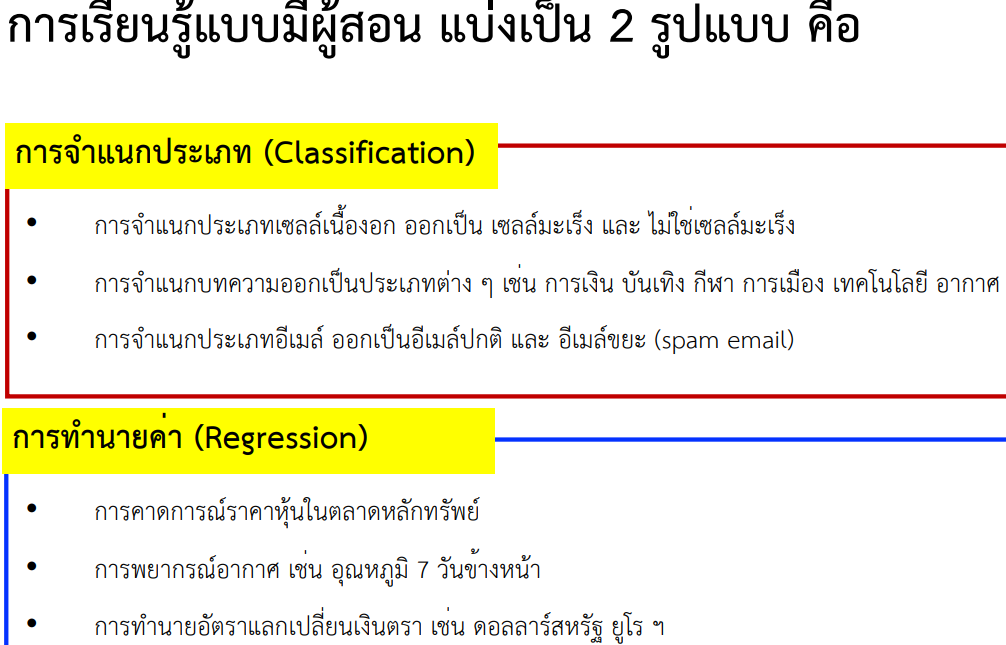 การเรียนรู้แบบมีผู้สอน แบ่งเป็น 2 รูปแบบ คือ
การจำแนกประเภท (Classification)
• การจำแนกประเภทเซลล์เนื้องอก ออกเป็น เซลล์มะเร็ง และ ไม่ใช่เซลล์มะเร็ง
• การจำแนกบทความออกเป็นประเภทต่าง ๆ เช่น การเงิน บันเทิง กีฬา การเมือง เทคโนโลยี อากาศ
• การจำแนกประเภทอีเมล์ ออกเป็นอีเมล์ปกติ และ อีเมล์ขยะ (spam email)
การทำนายค่า (Regression)
• การคาดการณ์ราคาหุ้นในตลาดหลักทรัพย์
• การพยากรณ์อากาศ เช่น อุณหภูมิ 7 วันข้างหน้า
• การทำนายอัตราแลกเปลี่ยนเงินตรา เช่น ดอลลาร์สหรัฐ ยูโร ฯ